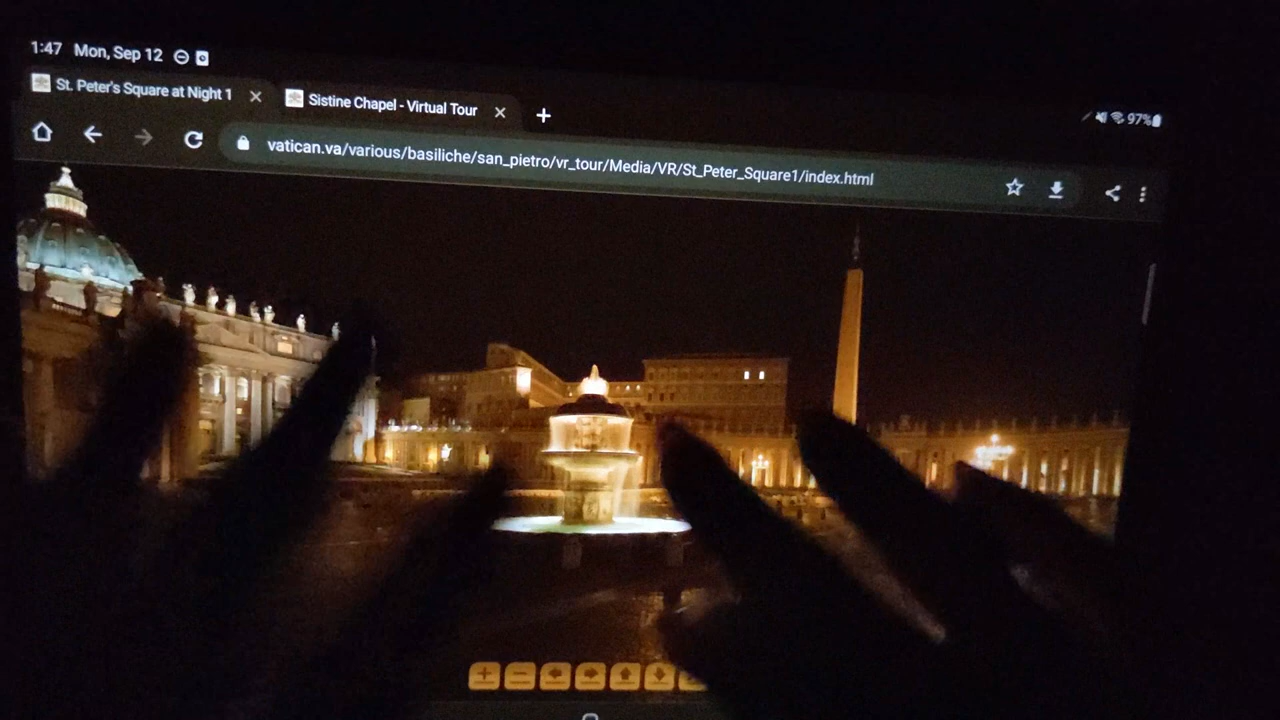 1:47 Mon, Sep 12
97%
St. Peter's Square at Night 1
Sistine Chapel - Virtual Tour
vatican.va/various/basiliche/san_pietro/vr_tour/Media/VR/St_Peter_Square1/index.html